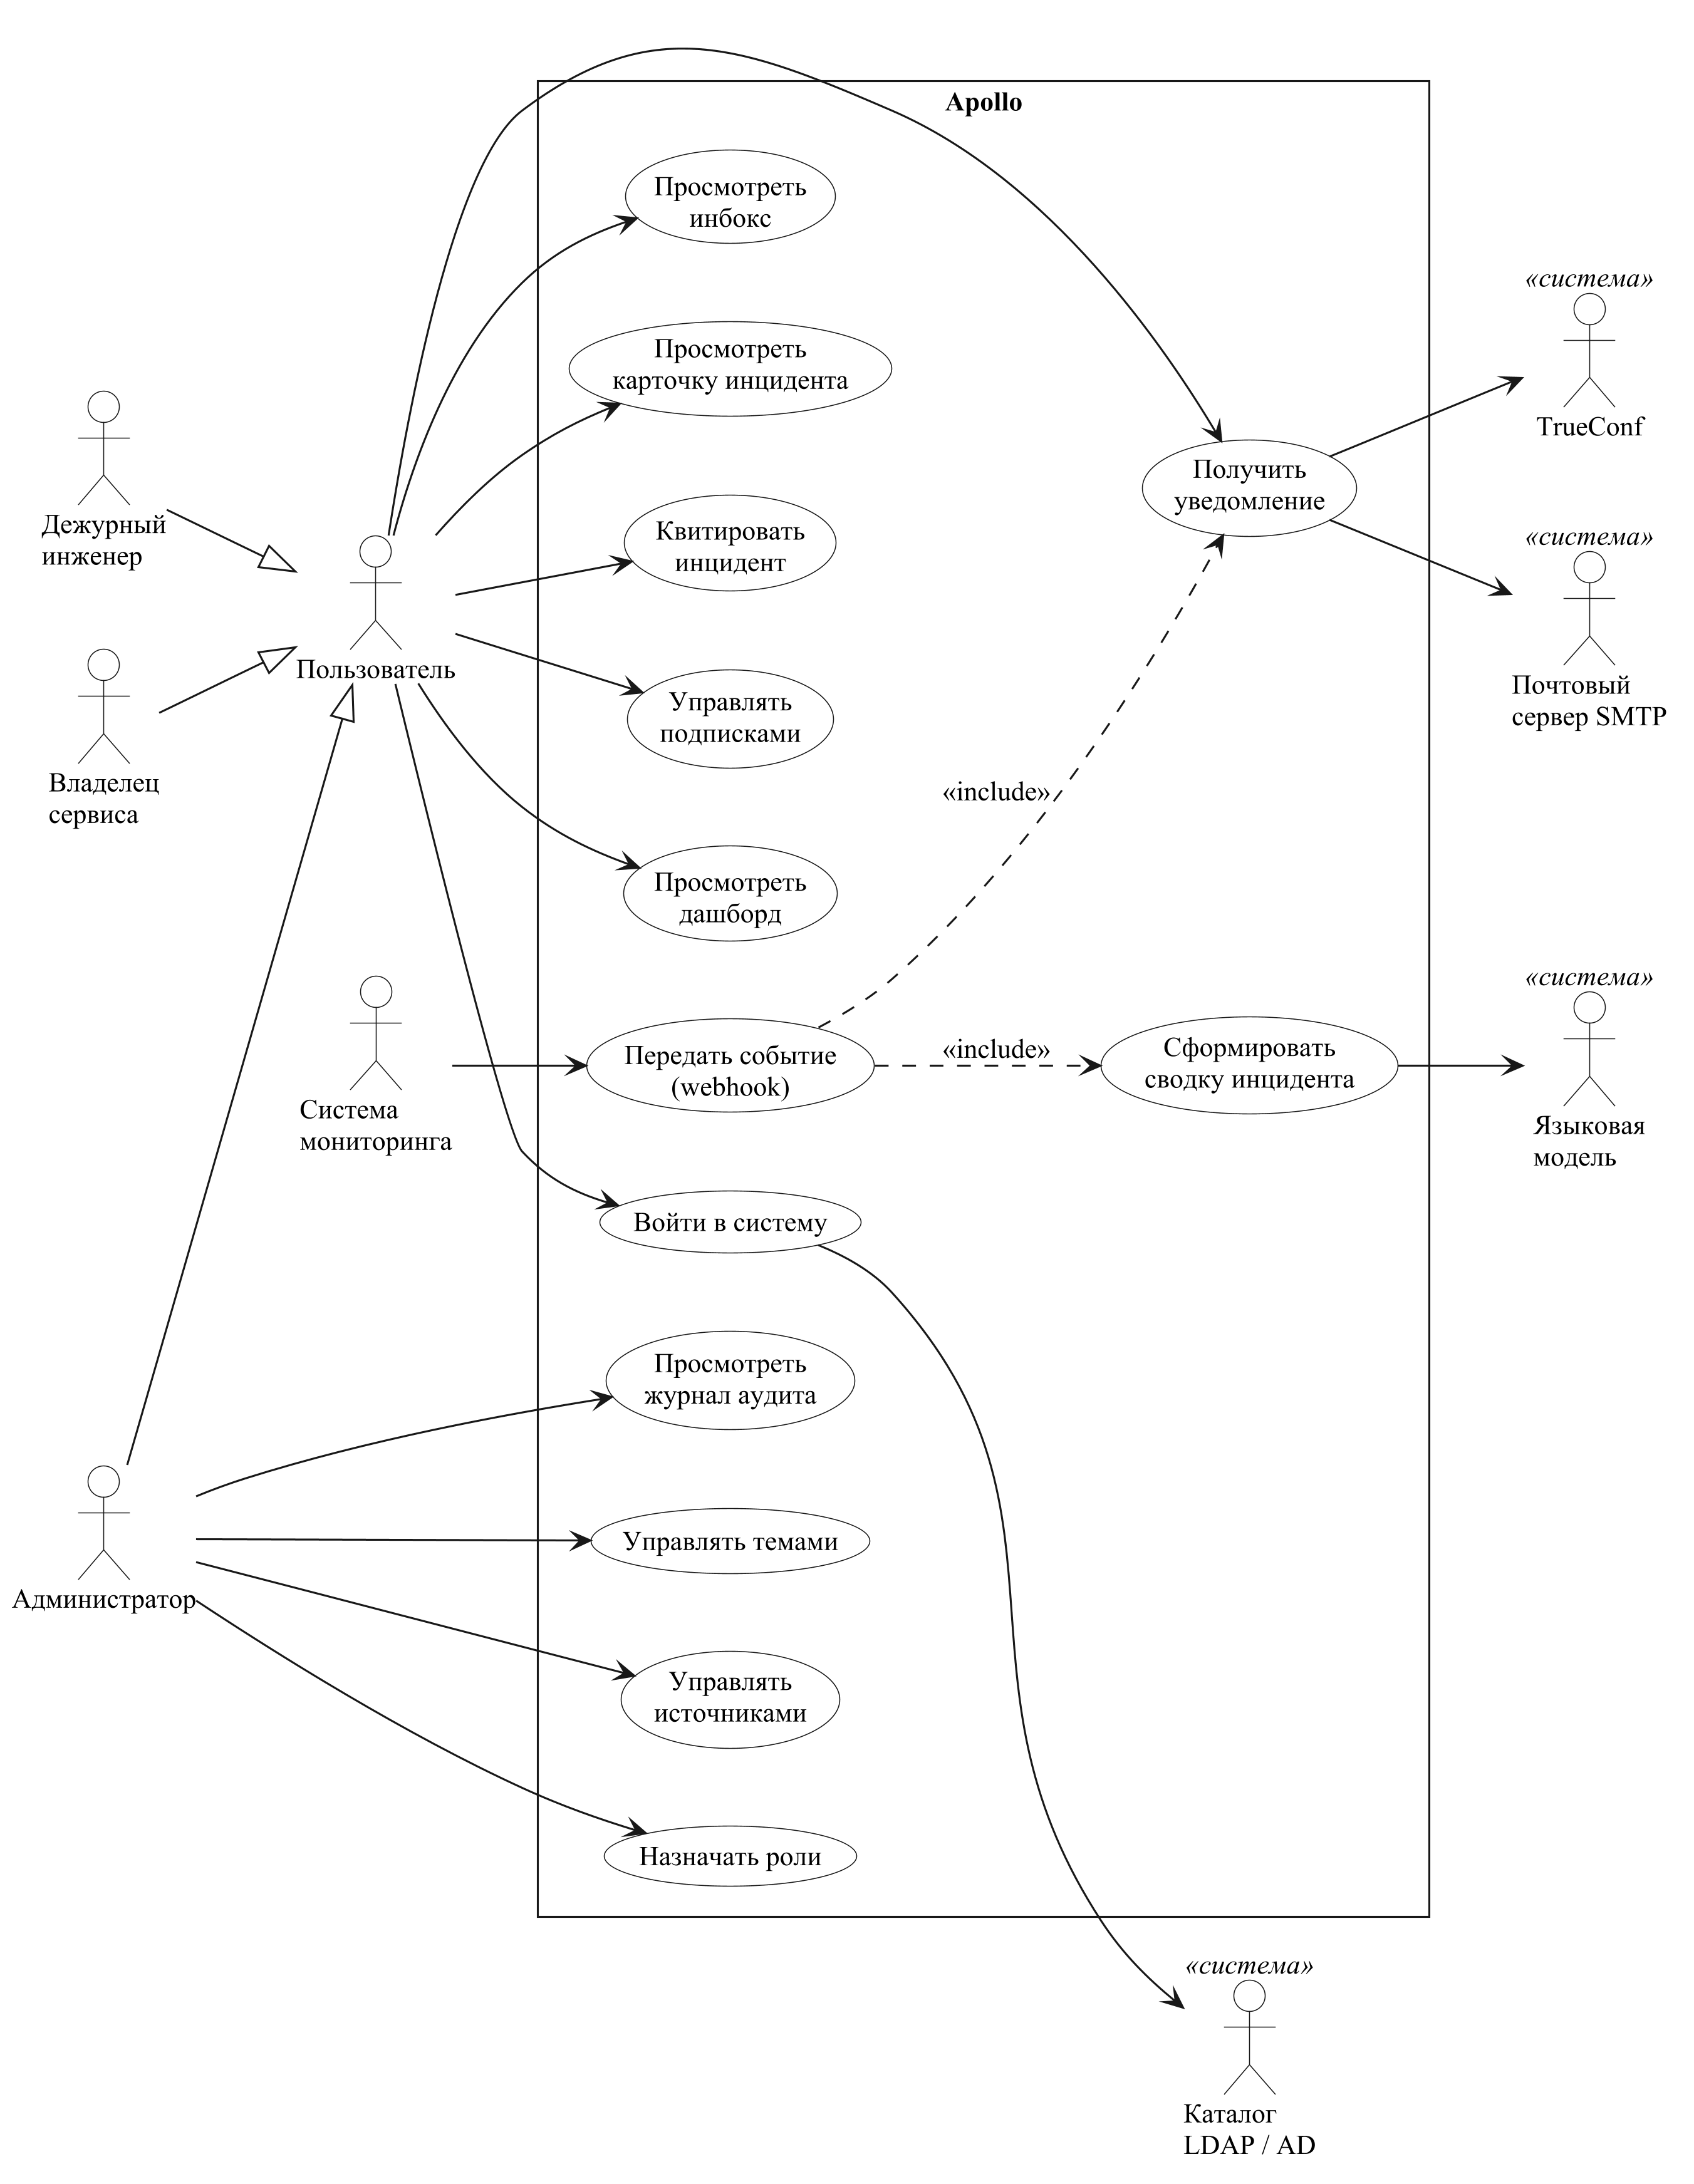 Apollo
Просмотреть
инбокс
«система»
TrueConf
Просмотреть
карточку инцидента
Получить
уведомление
Дежурный
инженер
Квитировать
инцидент
«система»
Почтовый
сервер SMTP
Пользователь
Управлять
подписками
Владелец
сервиса
«include»
Просмотреть
дашборд
«система»
Языковая
модель
Система
мониторинга
Передать событие
(webhook)
«include»
Сформировать
сводку инцидента
Войти в систему
Просмотреть
журнал аудита
Администратор
Управлять темами
Управлять
источниками
Назначать роли
«система»
Каталог
LDAP / AD